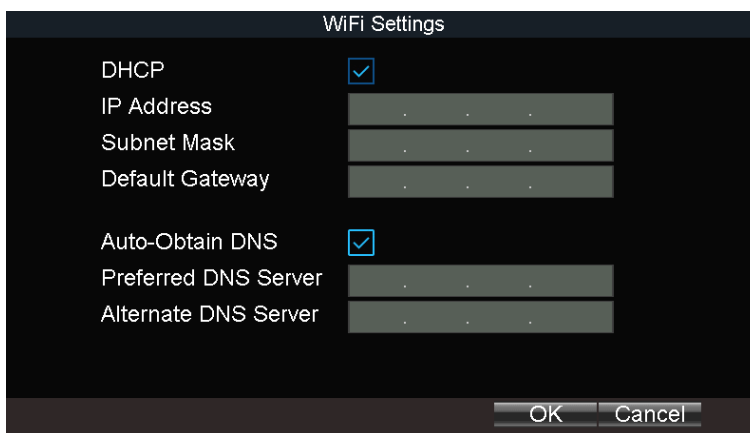 WiFi Settings
DHCP
IP Address . . .
Subnet Mask . . .
Default Gateway . . .
Auto-Obtain DNS
Preferred DNS Server . . .
Alternate DNS Server . . .
OK Cancel